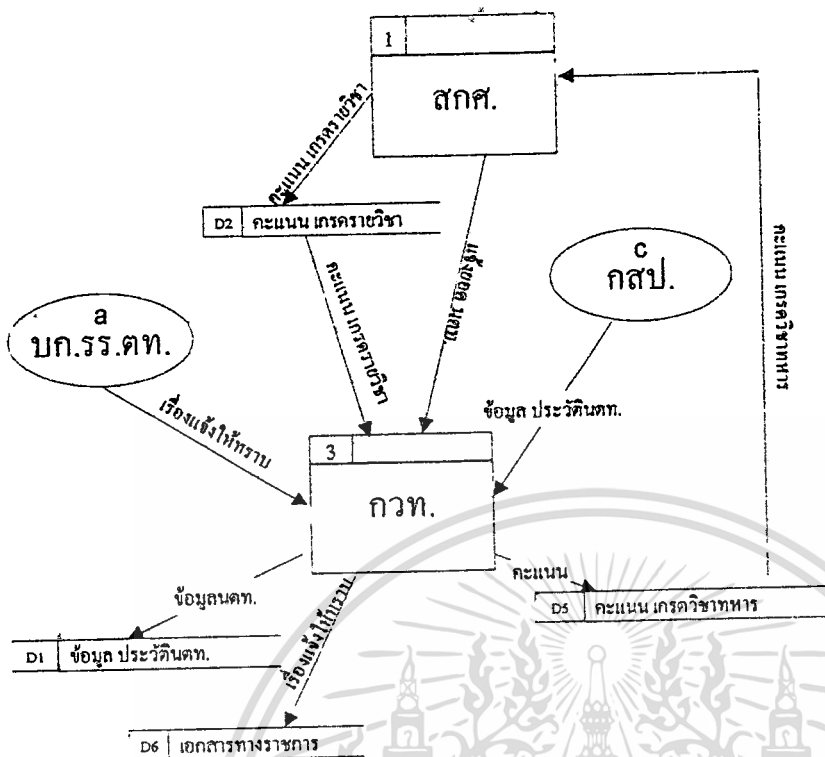 1
สกศ.
คะแนน เกรดรายวิชา
D2 คะแนน เกรดรายวิชา
คะแนน เกรดรายวิชา
แจ้งยอด นตท.
c
กสป.
คะแนน เกรดวิชาทหาร
a
บก.รร.ตท.
เรื่องแจ้งให้ทราบ
ข้อมูล ประวัตินตท.
3
กวท.
ข้อมูลนตท.
คะแนน
D5 คะแนน เกรดวิชาทหาร
D1 ข้อมูล ประวัตินตท.
เรื่องแจ้งให้ทราบ
D6 เอกสารทางราชการ